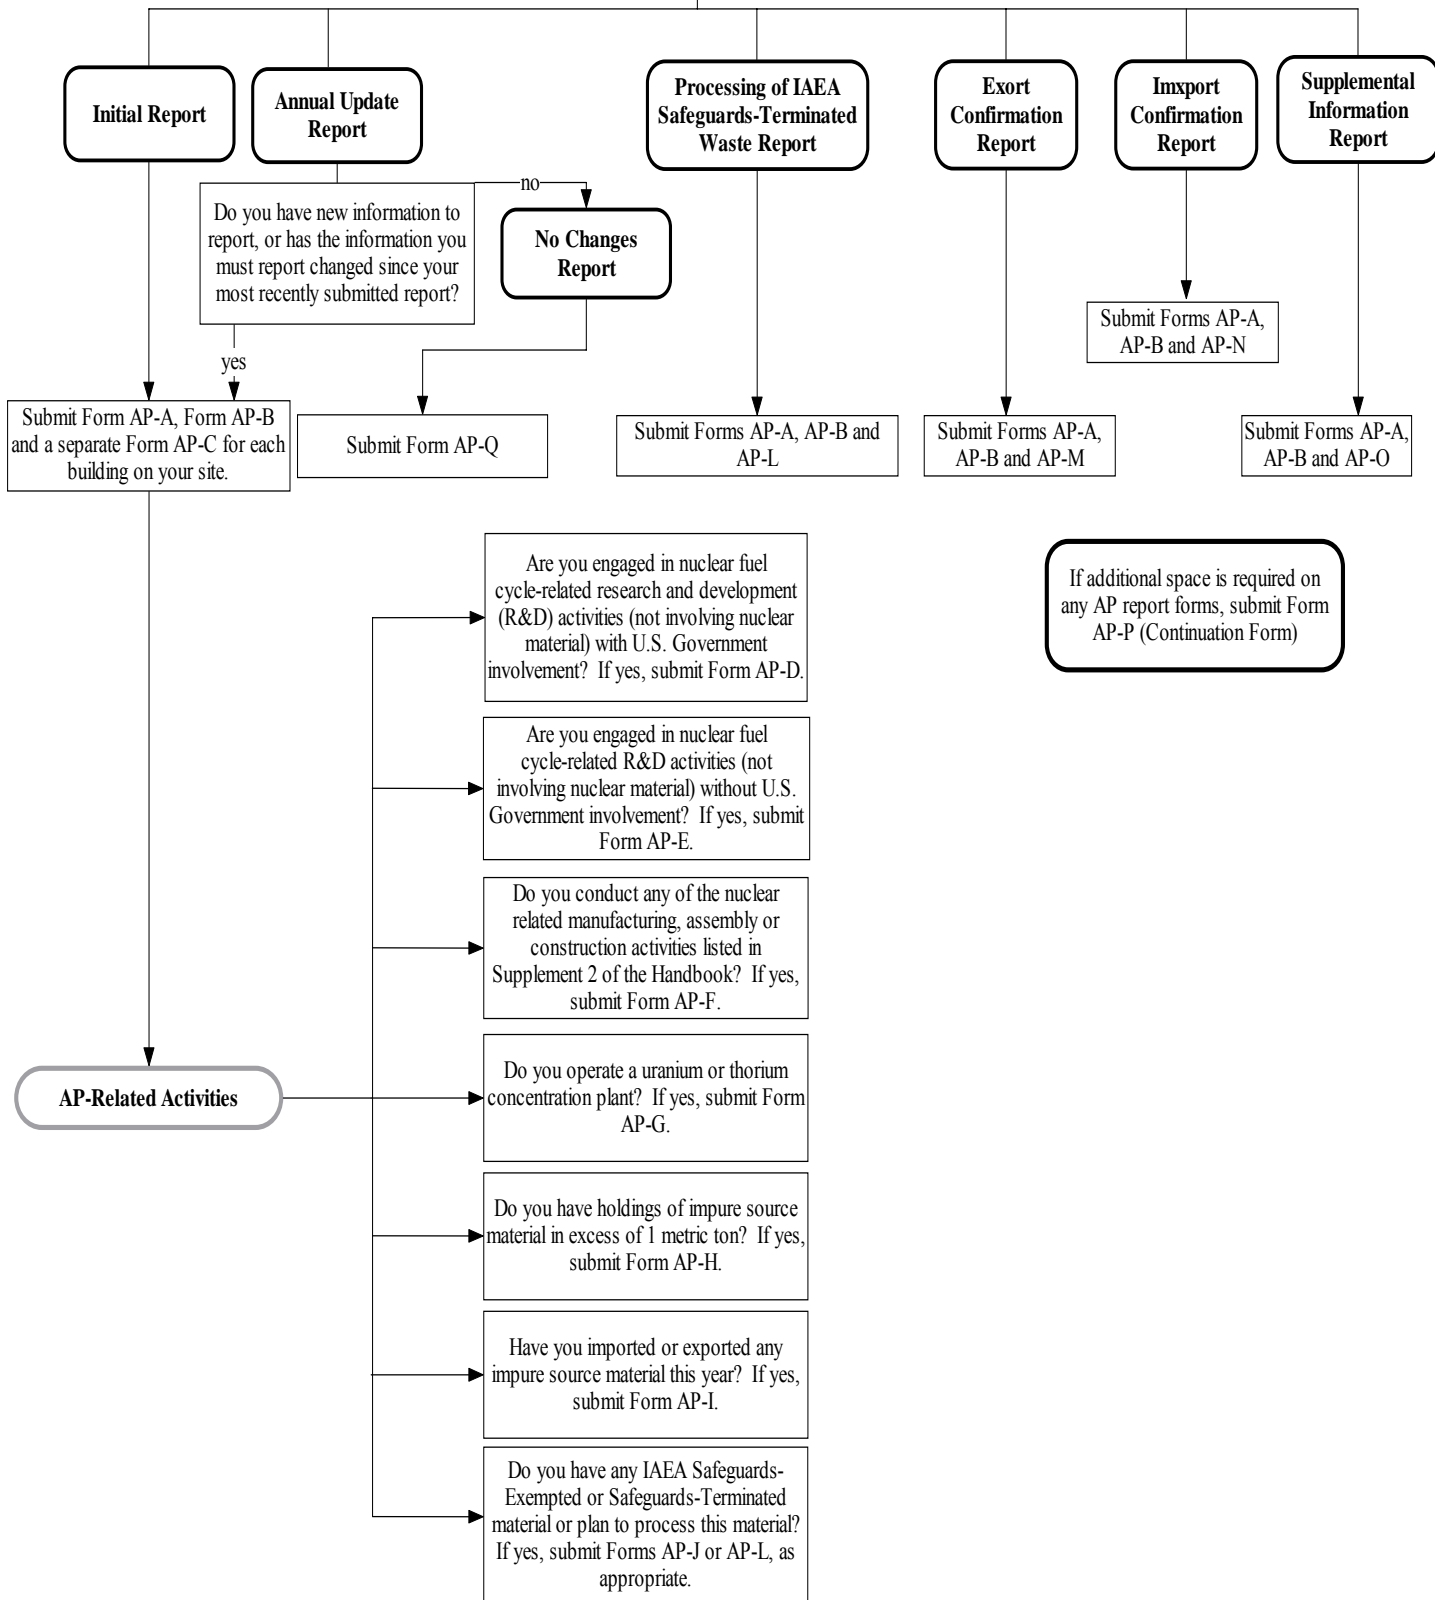 Initial Report
Annual Update
Report
Processing of IAEA
Safeguards-Terminated
Waste Report
Exort
Confirmation
Report
Imxport
Confirmation
Report
Supplemental
Information
Report
no
Do you have new information to
report, or has the information you
must report changed since your
most recently submitted report?
No Changes
Report
Submit Forms AP-A,
AP-B and AP-N
yes
Submit Form AP-A, Form AP-B
and a separate Form AP-C for each
building on your site.
Submit Form AP-Q
Submit Forms AP-A, AP-B and
AP-L
Submit Forms AP-A,
AP-B and AP-M
Submit Forms AP-A,
AP-B and AP-O
Are you engaged in nuclear fuel
cycle-related research and development
(R&D) activities (not involving nuclear
material) with U.S. Government
involvement?  If yes, submit Form AP-D.
If additional space is required on
any AP report forms, submit Form
AP-P (Continuation Form)
Are you engaged in nuclear fuel
cycle-related R&D activities (not
involving nuclear material) without U.S.
Government involvement?  If yes, submit
Form AP-E.
Do you conduct any of the nuclear
related manufacturing, assembly or
construction activities listed in
Supplement 2 of the Handbook?  If yes,
submit Form AP-F.
AP-Related Activities
Do you operate a uranium or thorium
concentration plant?  If yes, submit Form
AP-G.
Do you have holdings of impure source
material in excess of 1 metric ton?  If yes,
submit Form AP-H.
Have you imported or exported any
impure source material this year?  If yes,
submit Form AP-I.
Do you have any IAEA Safeguards-
Exempted or Safeguards-Terminated
material or plan to process this material?
If yes, submit Forms AP-J or AP-L, as
appropriate.